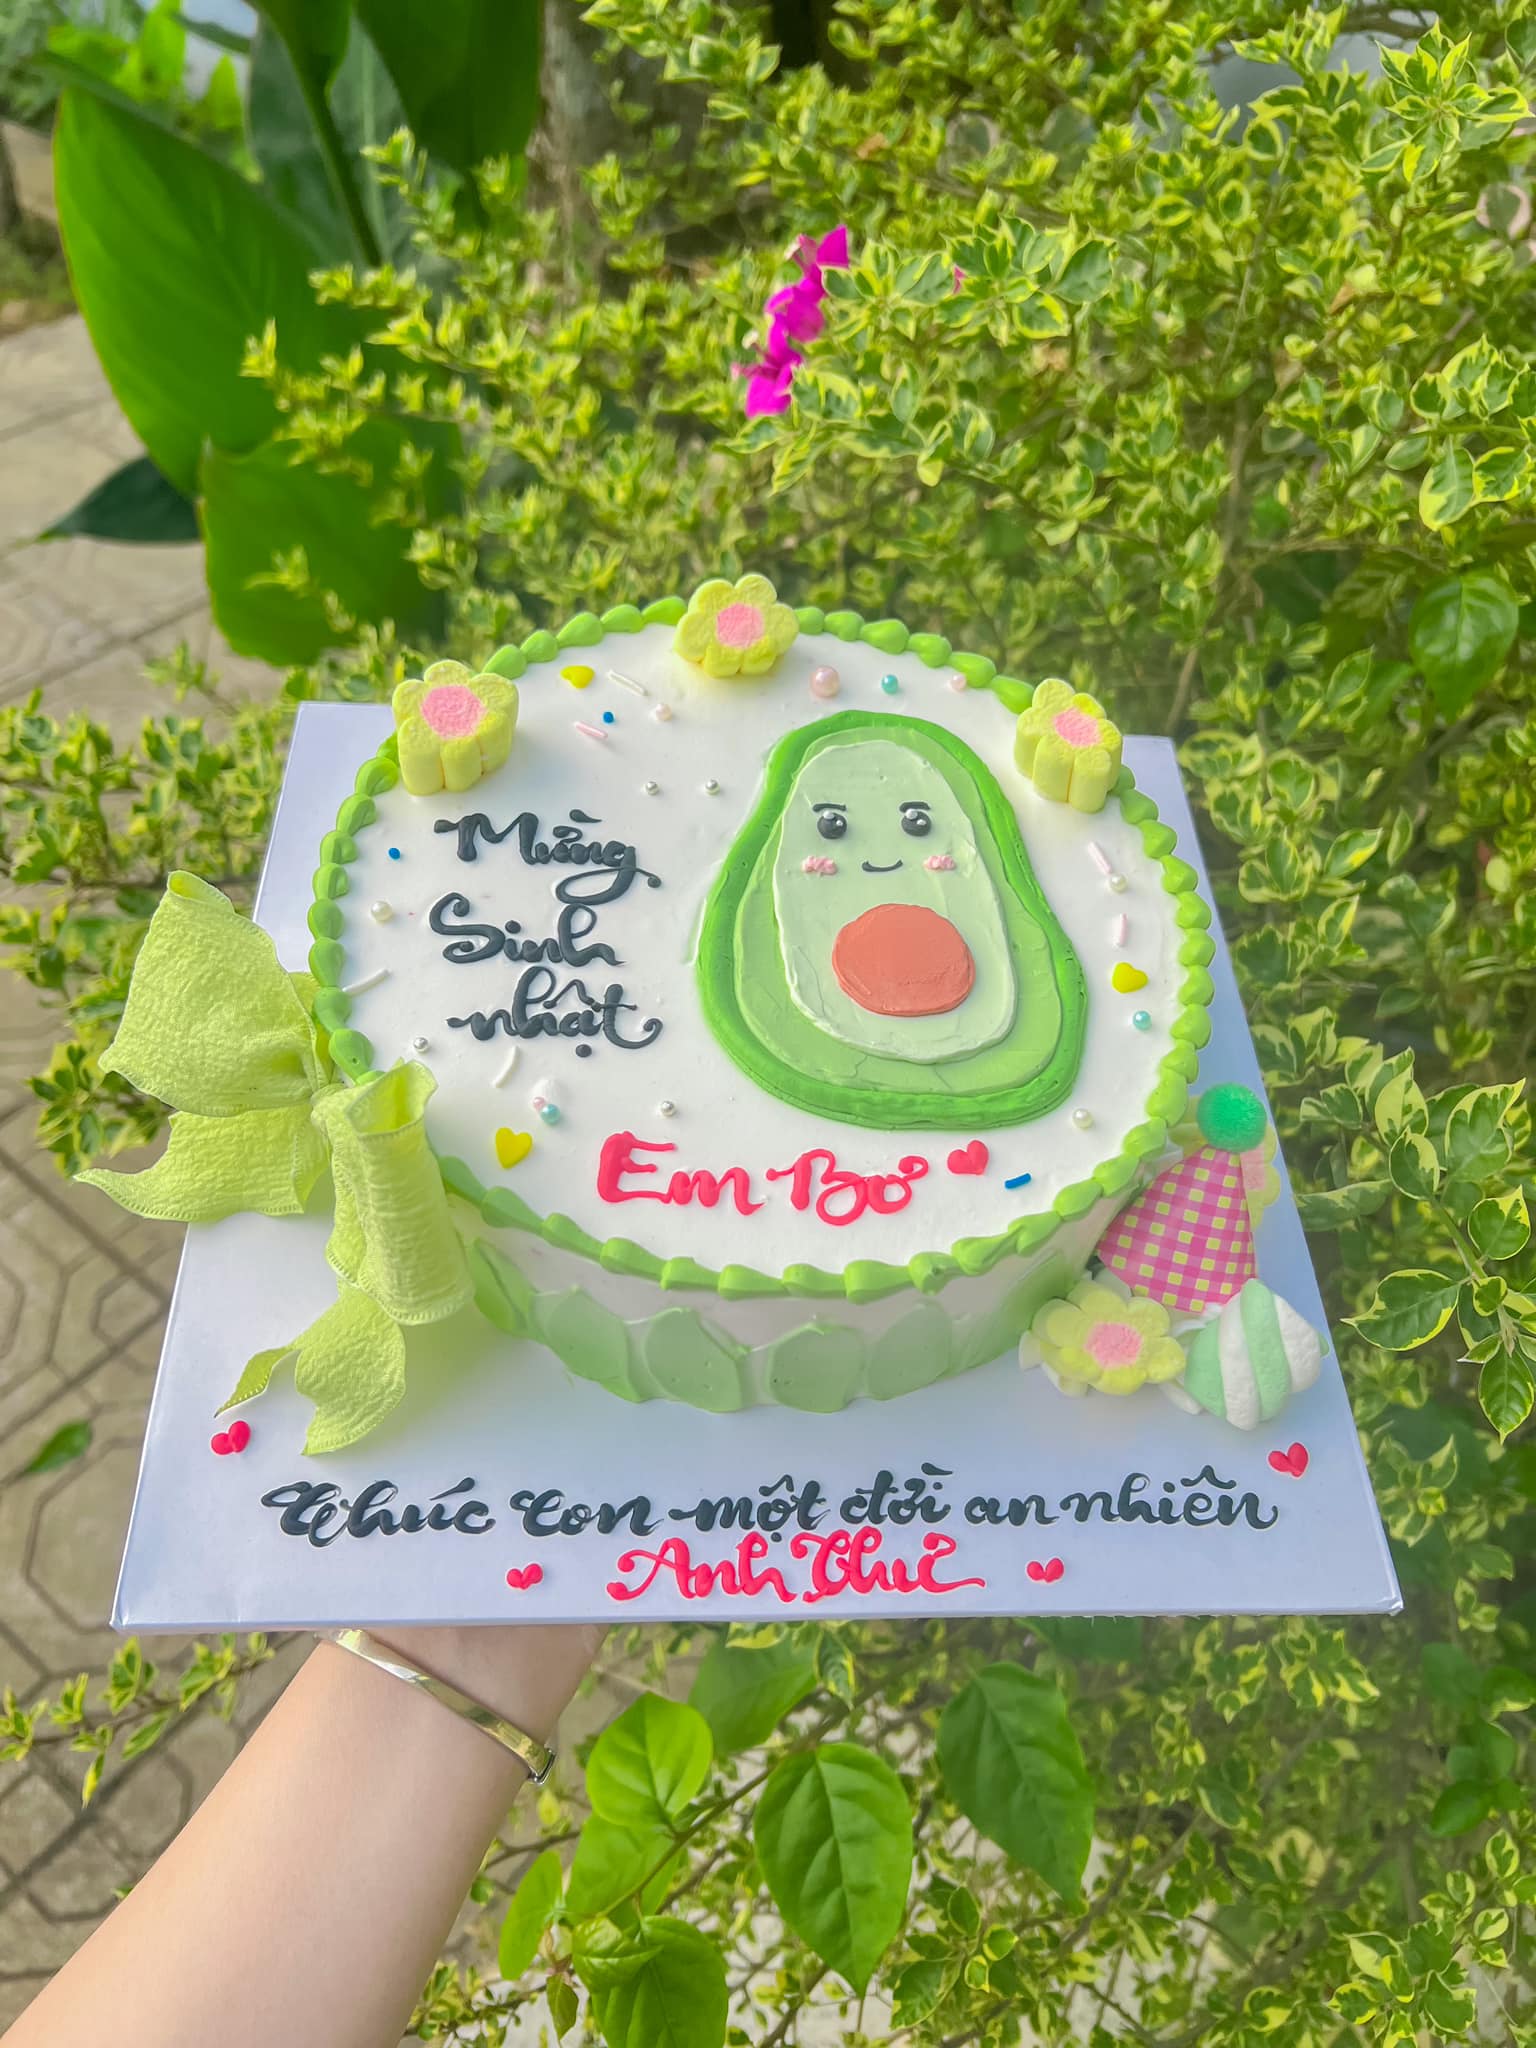 Mừng
Sinh
nhật
Em Bơ
Chúc con một đời an nhiên
Anh Thư